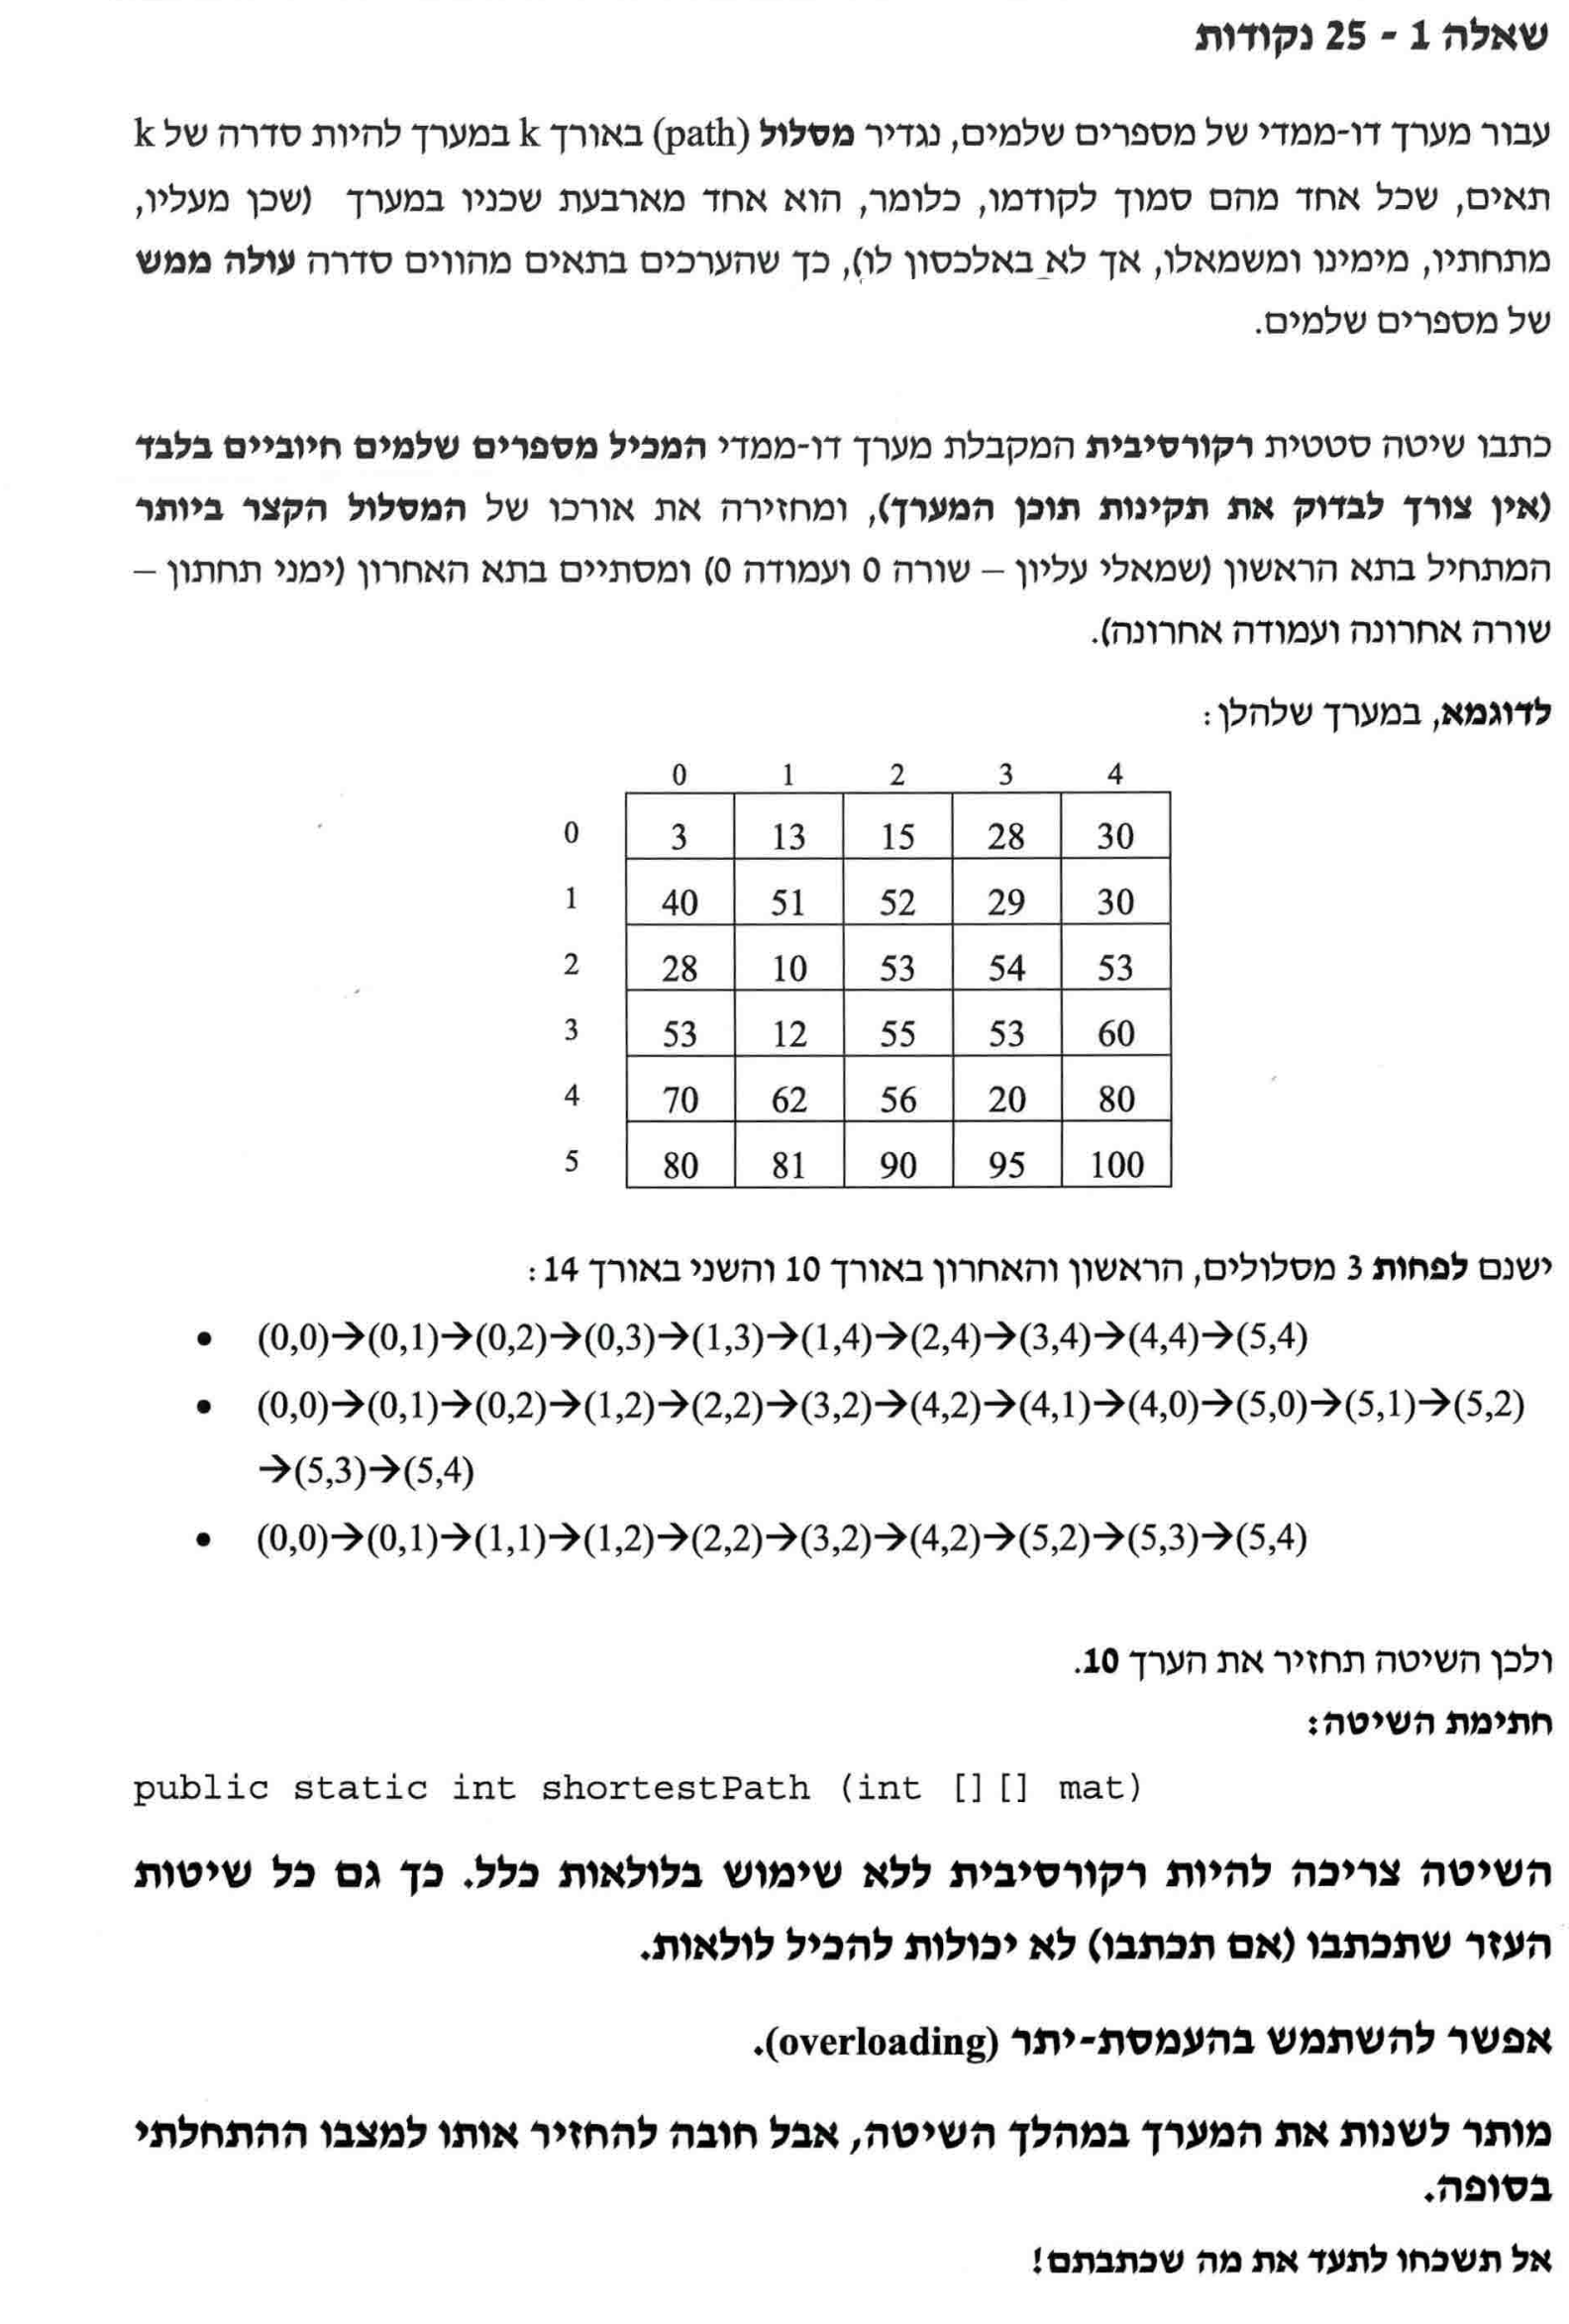 שאלה 1 - 25 נקודות
עבור מערך דו-ממדי של מספרים שלמים, נגדיר מסלול (path) באורך k במערך להיות סדרה של k
תאים, שכל אחד מהם סמוך לקודמו, כלומר, הוא אחד מארבעת שכניו במערך (שכן מעליו,
מתחתיו, מימינו ומשמאלו, אך לא באלכסון לו), כך שהערכים בתאים מהווים סדרה עולה ממש
של מספרים שלמים.
כתבו שיטה סטטית רקורסיבית המקבלת מערך דו-ממדי המכיל מספרים שלמים חיוביים בלבד
(אין צורך לבדוק את תקינות תוכן המערך), ומחזירה את אורכו של המסלול הקצר ביותר
המתחיל בתא הראשון (שמאלי עליון – שורה 0 ועמודה 0) ומסתיים בתא האחרון (ימני תחתון –
שורה אחרונה ועמודה אחרונה).
לדוגמא, במערך שלהלן:
0 1 2 3 4
0 3 13 15 28 30
1 40 51 52 29 30
2 28 10 53 54 53
3 53 12 55 53 60
4 70 62 56 20 80
5 80 81 90 95 100
ישנם לפחות 3 מסלולים, הראשון והאחרון באורך 10 והשני באורך 14:
• (0,0)→(0,1)→(0,2)→(0,3)→(1,3)→(1,4)→(2,4)→(3,4)→(4,4)→(5,4)
• (0,0)→(0,1)→(0,2)→(1,2)→(2,2)→(3,2)→(4,2)→(4,1)→(4,0)→(5,0)→(5,1)→(5,2)
→(5,3)→(5,4)
• (0,0)→(0,1)→(1,1)→(1,2)→(2,2)→(3,2)→(4,2)→(5,2)→(5,3)→(5,4)
ולכן השיטה תחזיר את הערך 10.
חתימת השיטה:
public static int shortestPath (int [][] mat)
השיטה צריכה להיות רקורסיבית ללא שימוש בלולאות כלל. כך גם כל שיטות
העזר שתכתבו (אם תכתבו) לא יכולות להכיל לולאות.
אפשר להשתמש בהעמסת-יתר (overloading).
מותר לשנות את המערך במהלך השיטה, אבל חובה להחזיר אותו למצבו ההתחלתי
בסופה.
אל תשכחו לתעד את מה שכתבתם!